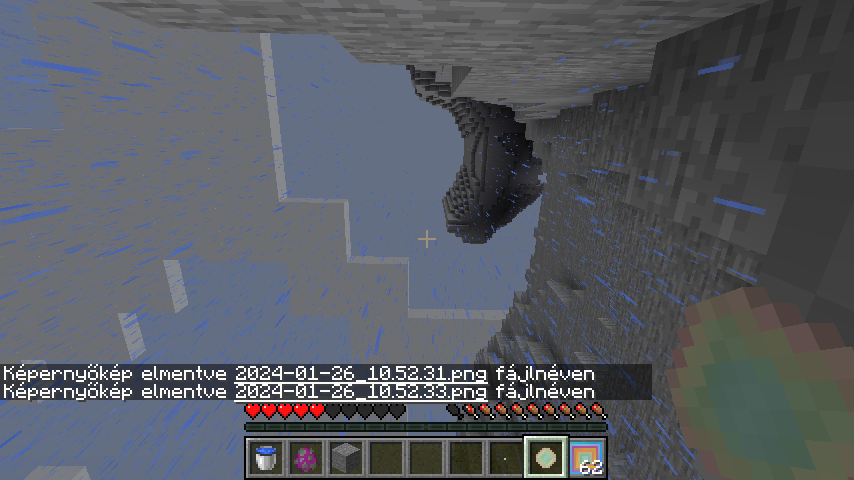 Képernyőkép elmentve 2024-01-26_10.52.31.png fájlnéven
Képernyőkép elmentve 2024-01-26_10.52.33.png fájlnéven
62